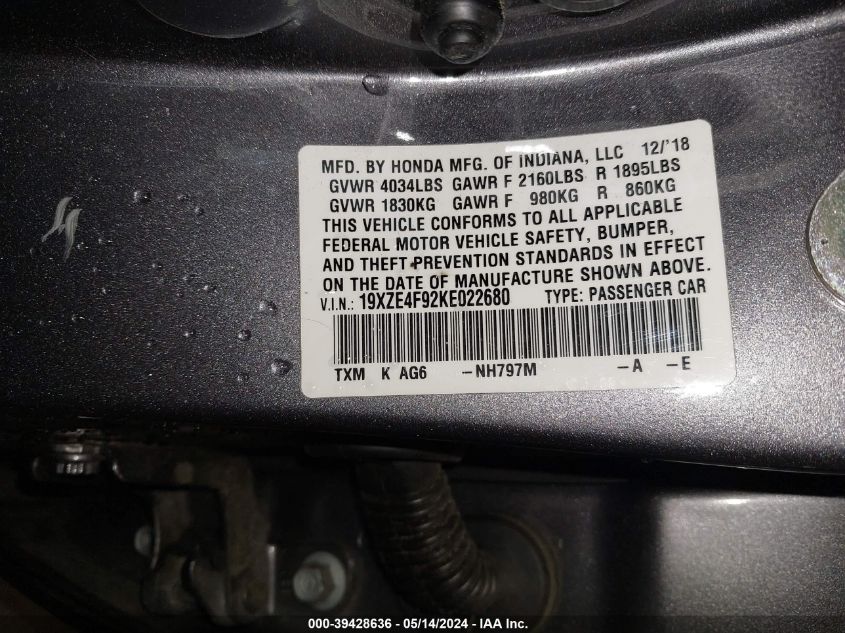 MFD. BY HONDA MFG. OF INDIANA, LLC 12/'18
GVWR 4034LBS GAWR F 2160LBS R 1895LBS
GVWR 1830KG GAWR F 980KG R 860KG
THIS VEHICLE CONFORMS TO ALL APPLICABLE
FEDERAL MOTOR VEHICLE SAFETY, BUMPER,
AND THEFT PREVENTION STANDARDS IN EFFECT
ON THE DATE OF MANUFACTURE SHOWN ABOVE.
V.I.N.: 19XZE4F92KE022680 TYPE: PASSENGER CAR
TXM K AG6 -NH797M -A -E
000-39428636 - 05/14/2024 - IAA Inc.